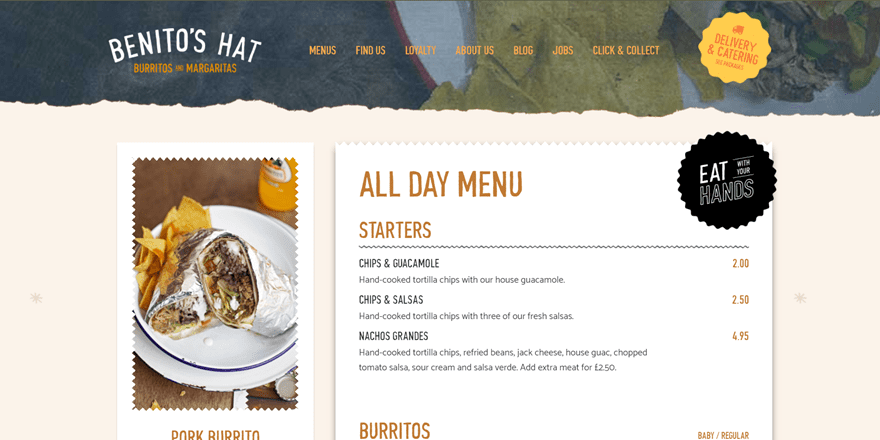 BENITO'S HAT
BURRITOS AND MARGARITAS
MENUS
FIND US
LOYALTY
ABOUT US
BLOG
JOBS
CLICK & COLLECT
DELIVERY
& CATERING
SEE PACKAGES
EAT WITH
YOUR
HANDS
ALL DAY MENU
STARTERS
CHIPS & GUACAMOLE 2.00
Hand-cooked tortilla chips with our house guacamole.
CHIPS & SALSAS 2.50
Hand-cooked tortilla chips with three of our fresh salsas.
NACHOS GRANDES 4.95
Hand-cooked tortilla chips, refried beans, jack cheese, house guac, chopped
tomato salsa, sour cream and salsa verde. Add extra meat for £2.50.
BURRITOS BABY / REGULAR
PORK BURRITO